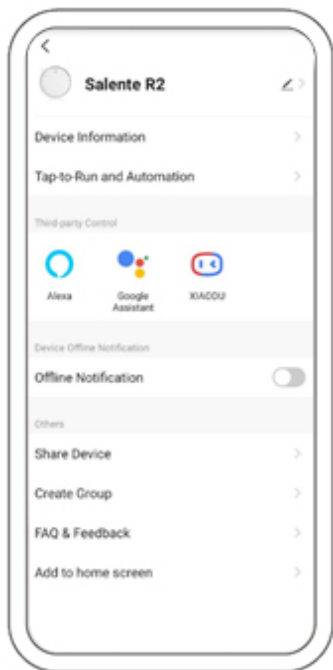 Salente R2
Device Information
Tap-to-Run and Automation
Third-party Control
Alexa
Google
Assistant
XIAODU
Device Offline Notification
Offline Notification
Others
Share Device
Create Group
FAQ & Feedback
Add to home screen